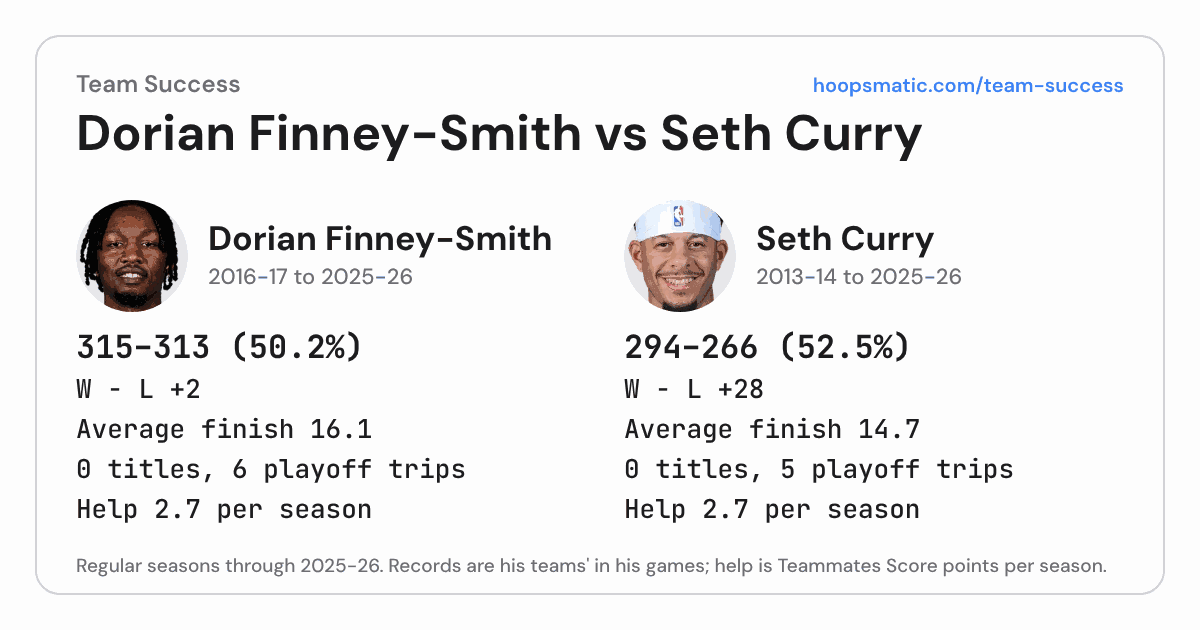 Team Success
hoopsmatic.com/team-success
Dorian Finney-Smith vs Seth Curry
Dorian Finney-Smith
2016-17 to 2025-26
315-313 (50.2%)
W - L +2
Average finish 16.1
0 titles, 6 playoff trips
Help 2.7 per season
Seth Curry
2013-14 to 2025-26
294-266 (52.5%)
W - L +28
Average finish 14.7
0 titles, 5 playoff trips
Help 2.7 per season
Regular seasons through 2025-26. Records are his teams' in his games; help is Teammates Score points per season.